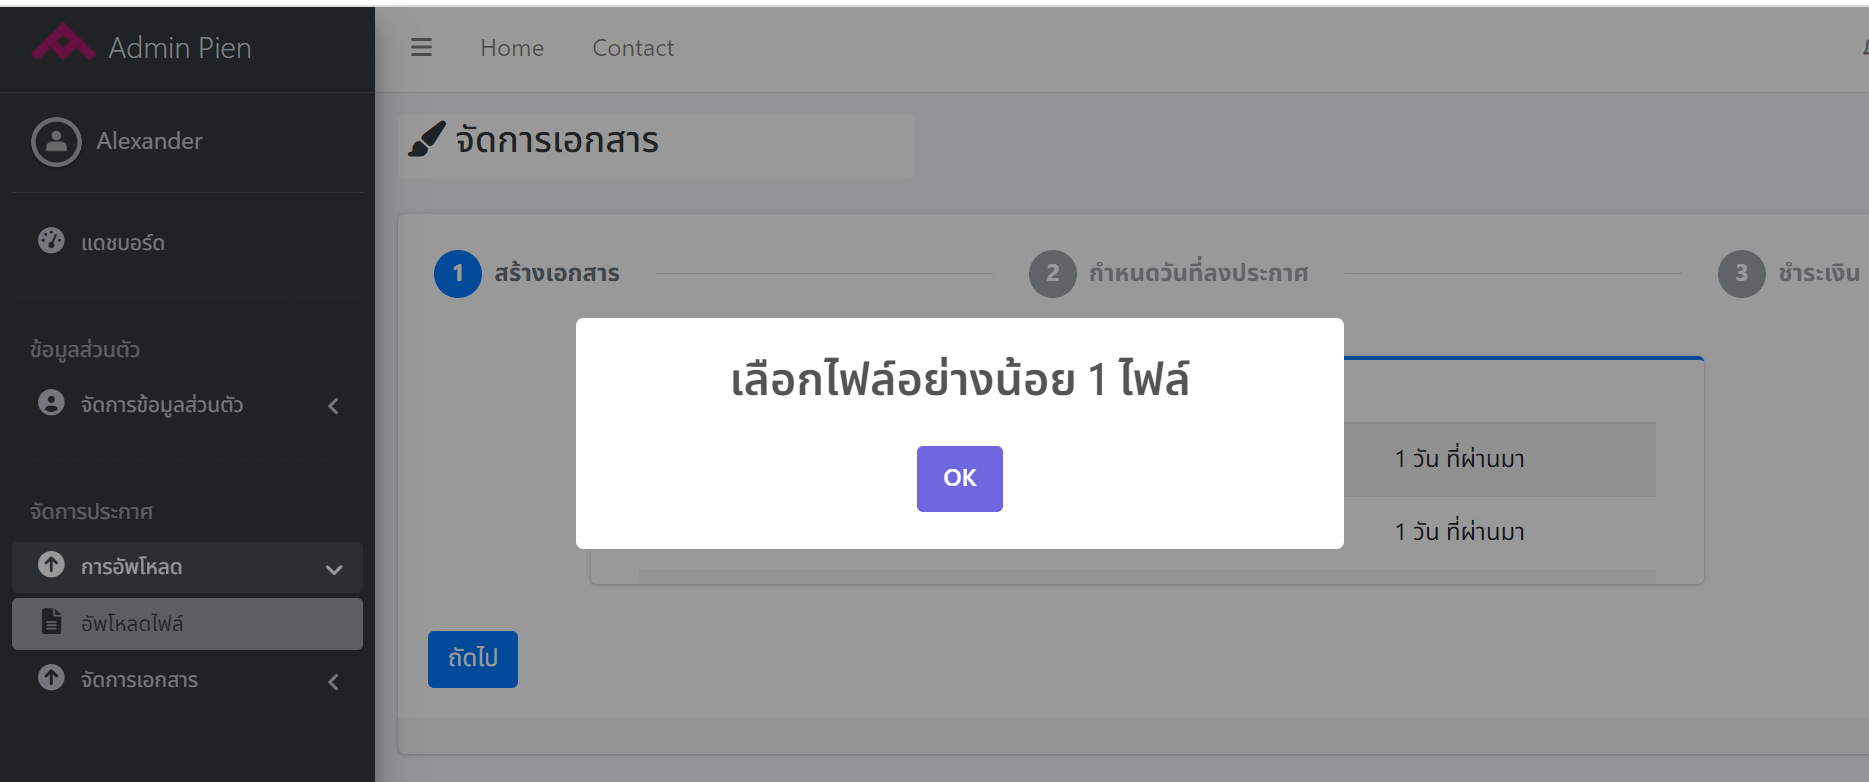 Admin Pien
Home
Contact
Alexander
จัดการเอกสาร
แดชบอร์ด
1 สร้างเอกสาร
2 กำหนดวันที่ลงประกาศ
3 ชำระเงิน
ข้อมูลส่วนตัว
จัดการข้อมูลส่วนตัว
เลือกไฟล์อย่างน้อย 1 ไฟล์
OK
1 วัน ที่ผ่านมา
1 วัน ที่ผ่านมา
จัดการประกาศ
การอัพโหลด
อัพโหลดไฟล์
จัดการเอกสาร
ถัดไป